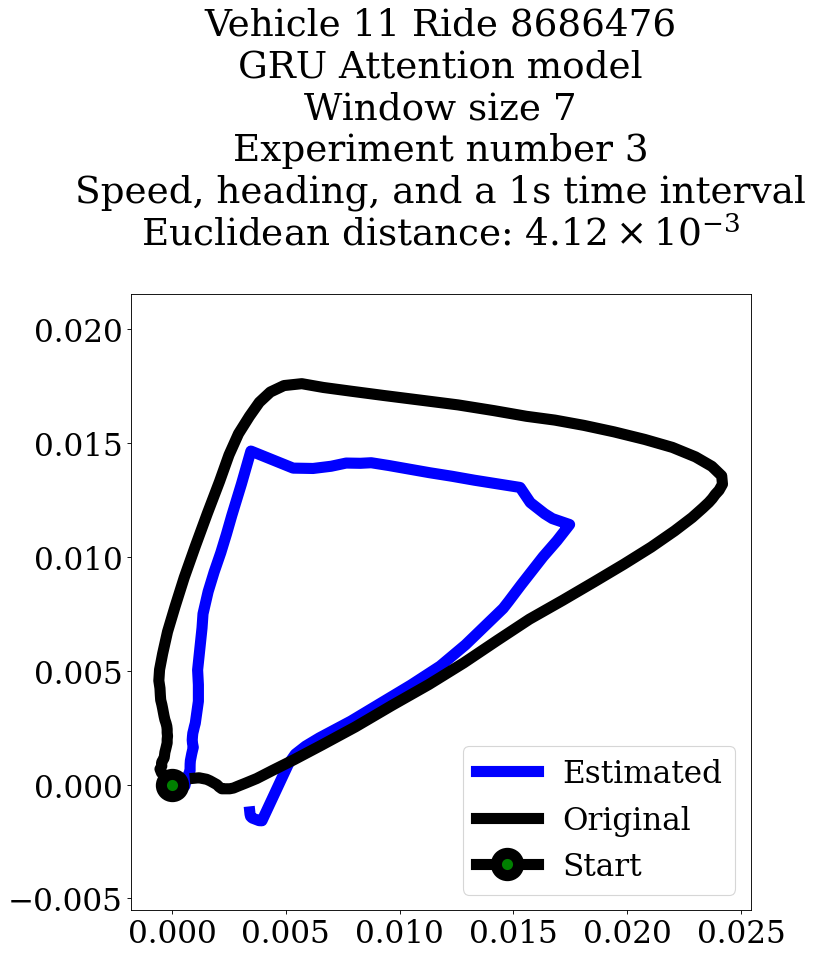 Vehicle 11 Ride 8686476
GRU Attention model
Window size 7
Experiment number 3
Speed, heading, and a 1s time interval
Euclidean distance: 4.12 × 10⁻³
0.020
0.015
0.010
0.005
0.000
−0.005
Estimated
Original
Start
0.000 0.005 0.010 0.015 0.020 0.025